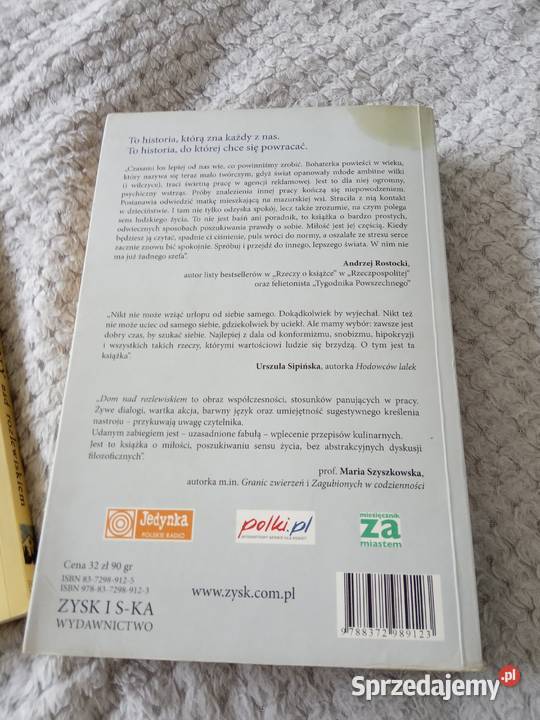 To historia, którą zna każdy z nas.
To historia, do której chce się powracać.
„Czasami los lepiej od nas wie, co powinniśmy zrobić. Bohaterka powieści w wieku,
który nazywa się teraz mało twórczym, gdyż świat opanowały młode ambitne wilki
(i wilczyce), traci świetną pracę w agencji reklamowej. Jest to dla niej ogromny,
psychiczny wstrząs. Próby znalezienia innej pracy kończą się niepowodzeniem.
Postanawia odwiedzić matkę mieszkającą na mazurskiej wsi. Straciła z nią kontakt
w dzieciństwie. I tam nie tylko odzyska spokój, lecz także zrozumie, na czym polega
sens ludzkiego życia. To nie jest baśń ani poradnik, to książka o bardzo prostych,
odwiecznych sposobach poszukiwania prawdy o sobie. Miłość jest jej częścią. Kiedy
będziesz ją czytać, spadnie ci ciśnienie, puls wróci do normy, a oszalałe ze stresu serce
zacznie znowu bić spokojnie. Spróbuj i przejdź do innego, lepszego świata. W nim nie
ma już żadnego szefa”.
Andrzej Rostocki,
autor listy bestsellerów w „Rzeczy o książce” w „Rzeczpospolitej”
oraz felietonista „Tygodnika Powszechnego”
„Nikt nie może wziąć urlopu od siebie samego. Dokądkolwiek by wyjechał. Nikt też
nie może uciec od samego siebie, gdziekolwiek by uciekł. Ale mamy wybór: zawsze jest
dobry czas, by szukać siebie. Najlepiej z dala od konformizmu, snobizmu, hipokryzji
i wszystkich takich rzeczy, którymi wartościowi ludzie się brzydzą. O tym jest ta
książka”.
Urszula Sipińska, autorka Hodowców lalek
„Dom nad rozlewiskiem to obraz współczesności, stosunków panujących w pracy.
Żywe dialogi, wartka akcja, barwny język oraz umiejętność sugestywnego kreślenia
nastroju – przykuwają uwagę czytelnika.
Udanym zabiegiem jest – uzasadnione fabułą – wplecenie przepisów kulinarnych.
Jest to książka o miłości, poszukiwaniu sensu życia, bez abstrakcyjnych dyskusji
filozoficznych”.
prof. Maria Szyszkowska,
autorka m.in. Granic zwierzeń i Zagubionych w codzienności
Jedynka
POLSKIE RADIO
polki.pl
miesięcznik
za
miastem
Cena 32 zł 90 gr
ISBN 83-7298-912-5
ISBN 978-83-7298-912-3
ZYSK I S-KA
WYDAWNICTWO
www.zysk.com.pl
9 788372 989123
nad rozlewiskiem
Sprzedajemy.pl